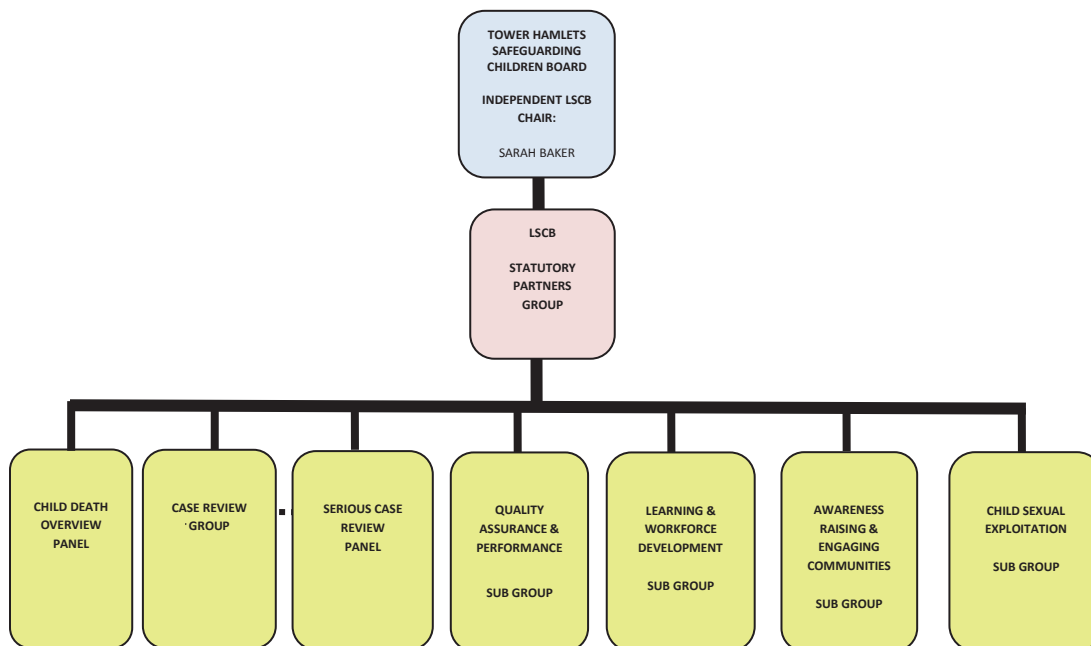 TOWER HAMLETS
SAFEGUARDING
CHILDREN BOARD
INDEPENDENT LSCB
CHAIR:
SARAH BAKER
LSCB
STATUTORY
PARTNERS
GROUP
CHILD DEATH
OVERVIEW
PANEL
CASE REVIEW
GROUP
SERIOUS CASE
REVIEW
PANEL
QUALITY
ASSURANCE &
PERFORMANCE
SUB GROUP
LEARNING &
WORKFORCE
DEVELOPMENT
SUB GROUP
AWARENESS
RAISING &
ENGAGING
COMMUNITIES
SUB GROUP
CHILD SEXUAL
EXPLOITATION
SUB GROUP